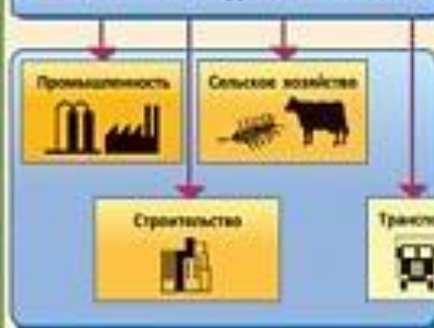 Промышленность
Сельское хозяйство
Строительство